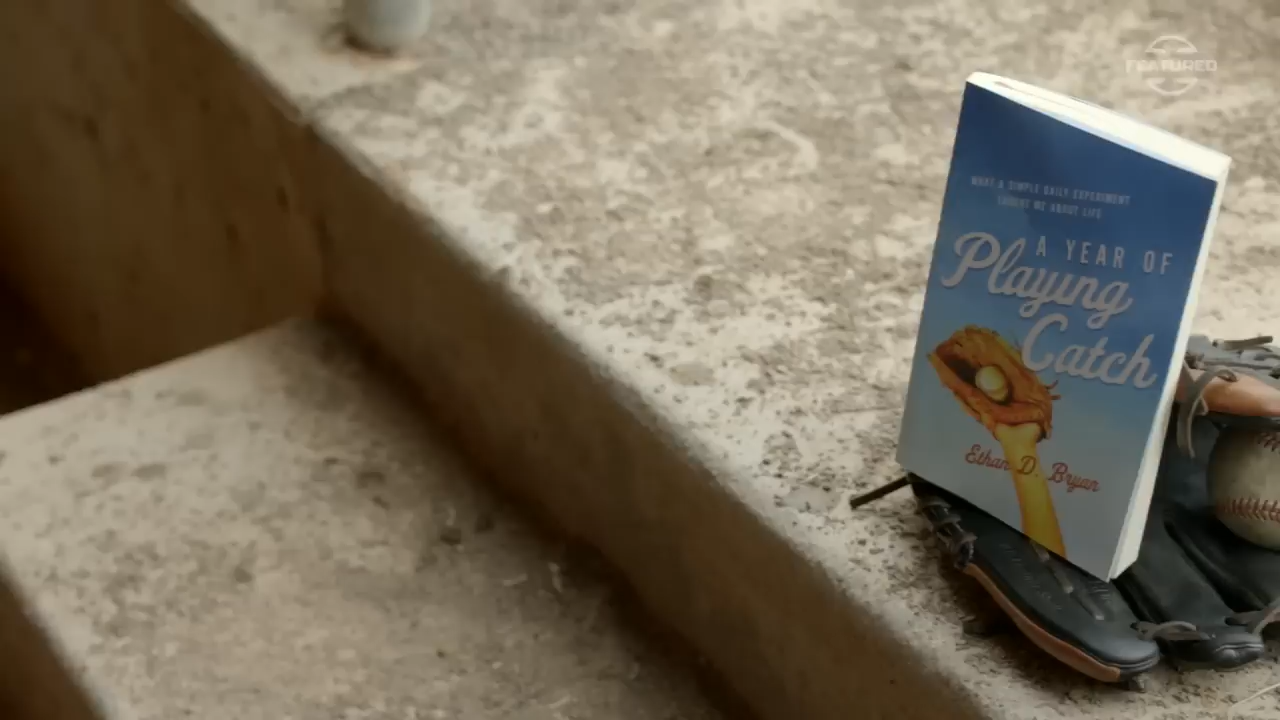 FEATURED
WHAT A SIMPLE DAILY EXPERIMENT
TAUGHT ME ABOUT LIFE
A YEAR OF
Playing
Catch
Ethan D. Bryan